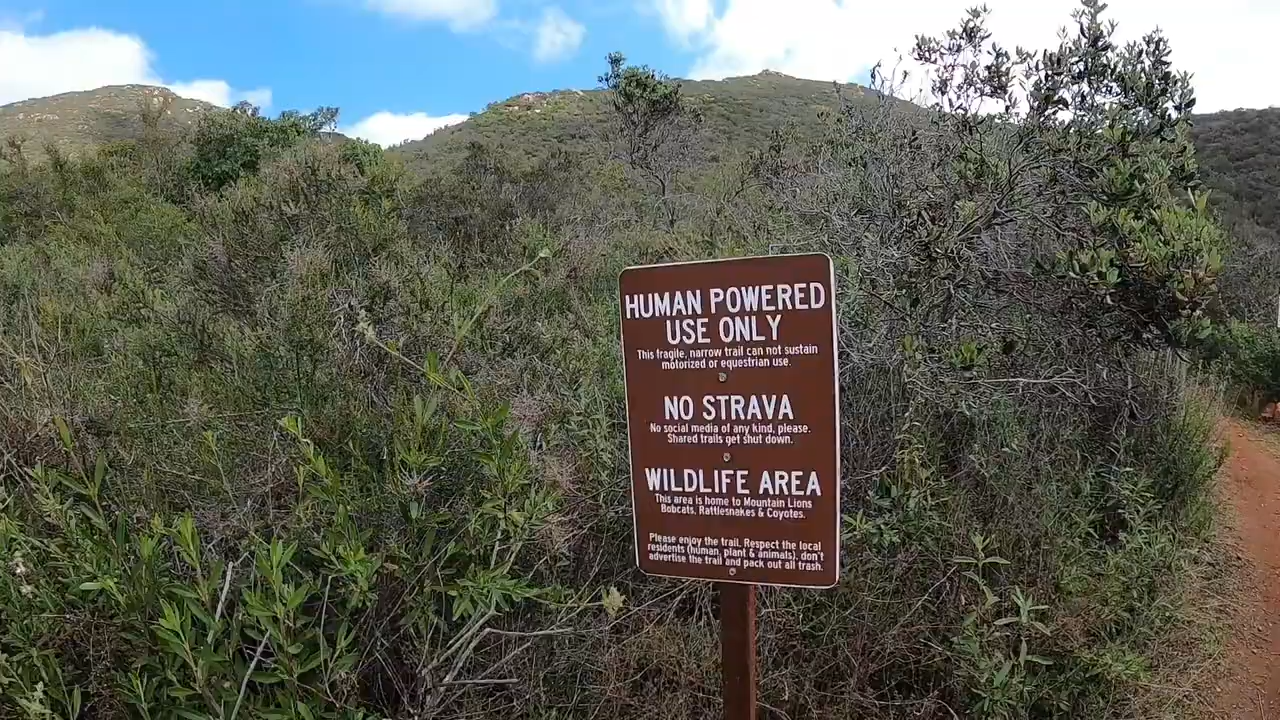 HUMAN POWERED
USE ONLY
This fragile, narrow trail can not sustain
motorized or equestrian use.
NO STRAVA
No social media of any kind, please.
Shared trails get shut down.
WILDLIFE AREA
This area is home to Mountain Lions
Bobcats, Rattlesnakes & Coyotes.
Please enjoy the trail. Respect the local
residents (human, plant & animals), don't
advertise the trail and pack out all trash.